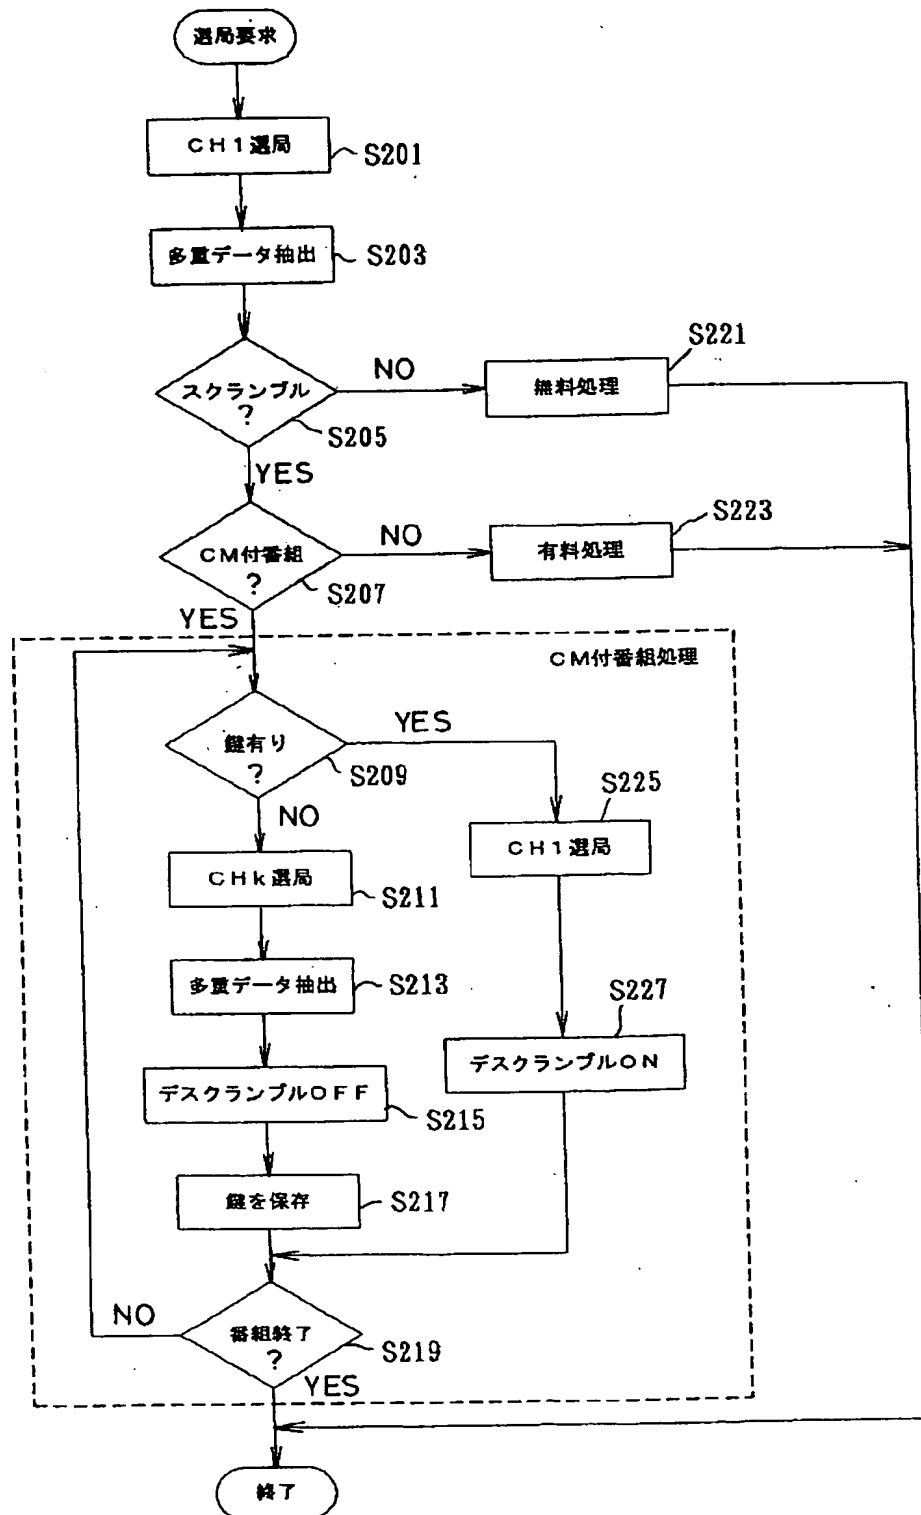 選局要求
CH1選局
S201
多重データ抽出
S203
スクランブル
?
S205
NO
YES
無料処理
S221
CM付番組
?
S207
NO
YES
有料処理
S223
CM付番組処理
鍵有り
?
S209
YES
NO
CH1選局
S225
CHk選局
S211
多重データ抽出
S213
デスクランブルON
S227
デスクランブルOFF
S215
鍵を保存
S217
番組終了
?
S219
NO
YES
終了